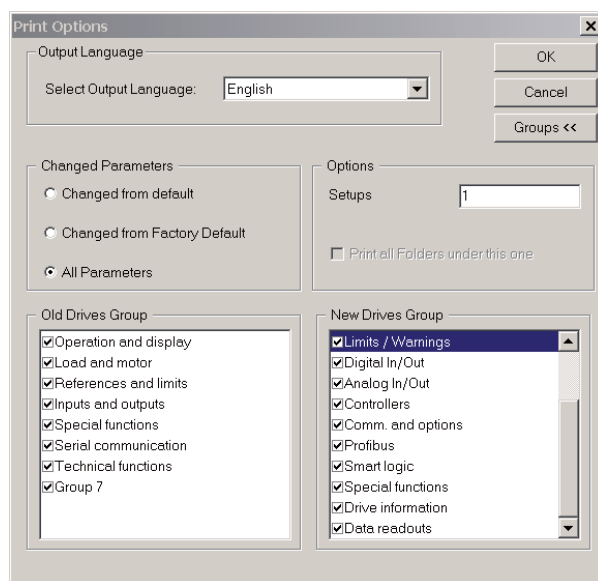 Print Options
Output Language
Select Output Language: English
OK
Cancel
Groups <<
Changed Parameters
Changed from default
Changed from Factory Default
All Parameters
Options
Setups 1
Print all Folders under this one
Old Drives Group
Operation and display
Load and motor
References and limits
Inputs and outputs
Special functions
Serial communication
Technical functions
Group 7
New Drives Group
Limits / Warnings
Digital In/Out
Analog In/Out
Controllers
Comm. and options
Profibus
Smart logic
Special functions
Drive information
Data readouts